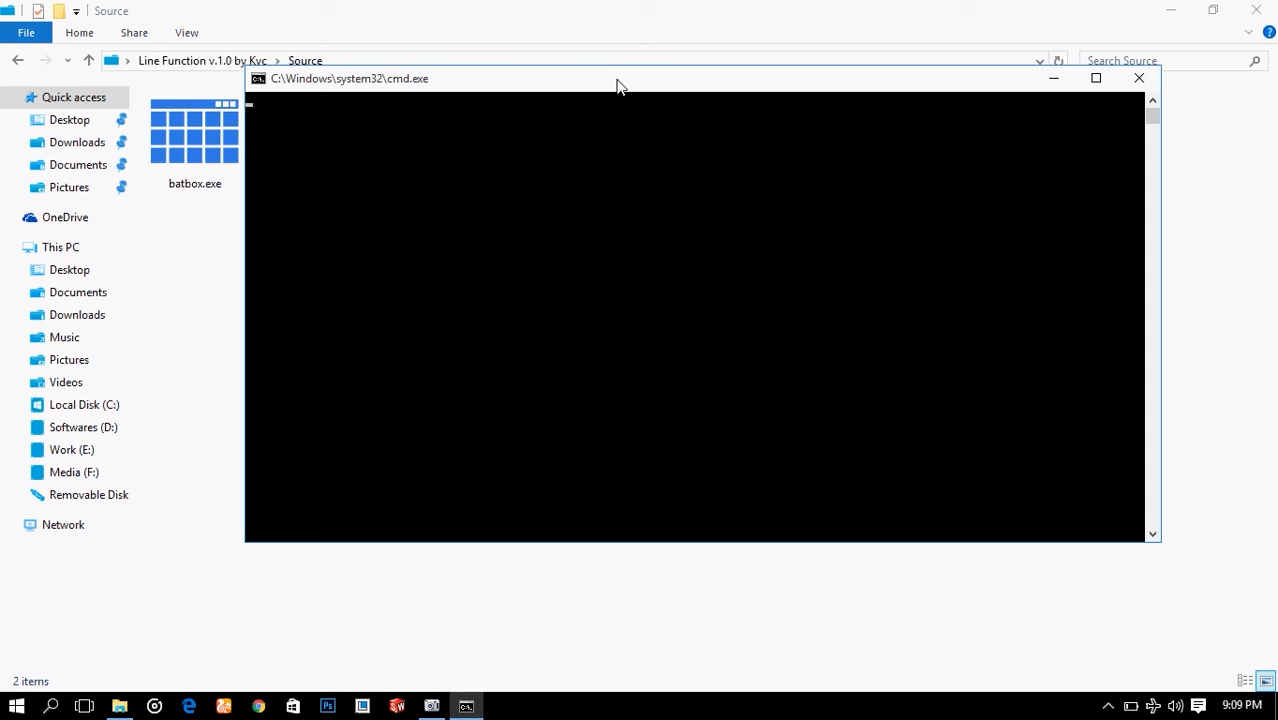 Source
File Home Share View
Line Function v.1.0 by Kvc Source Search Source
C:\Windows\system32\cmd.exe
Quick access
Desktop
Downloads
Documents
Pictures
batbox.exe
OneDrive
This PC
Desktop
Documents
Downloads
Music
Pictures
Videos
Local Disk (C:)
Softwares (D:)
Work (E:)
Media (F:)
Removable Disk
Network
2 items
9:09 PM